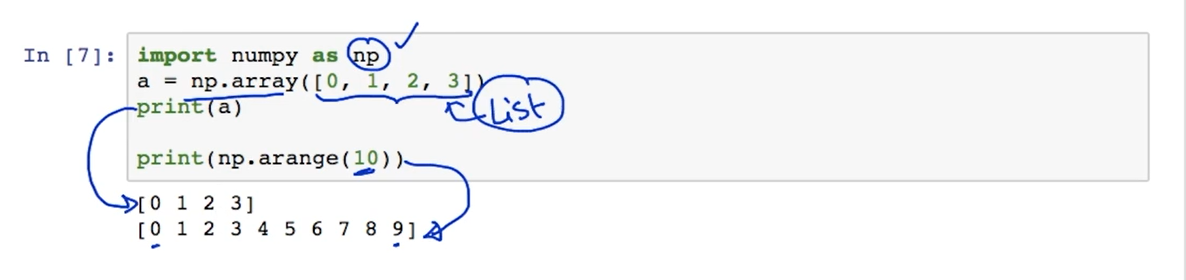 In [7]: import numpy as np
a = np.array([0, 1, 2, 3])
List
print(a)
print(np.arange(10))
[0 1 2 3]
[0 1 2 3 4 5 6 7 8 9]